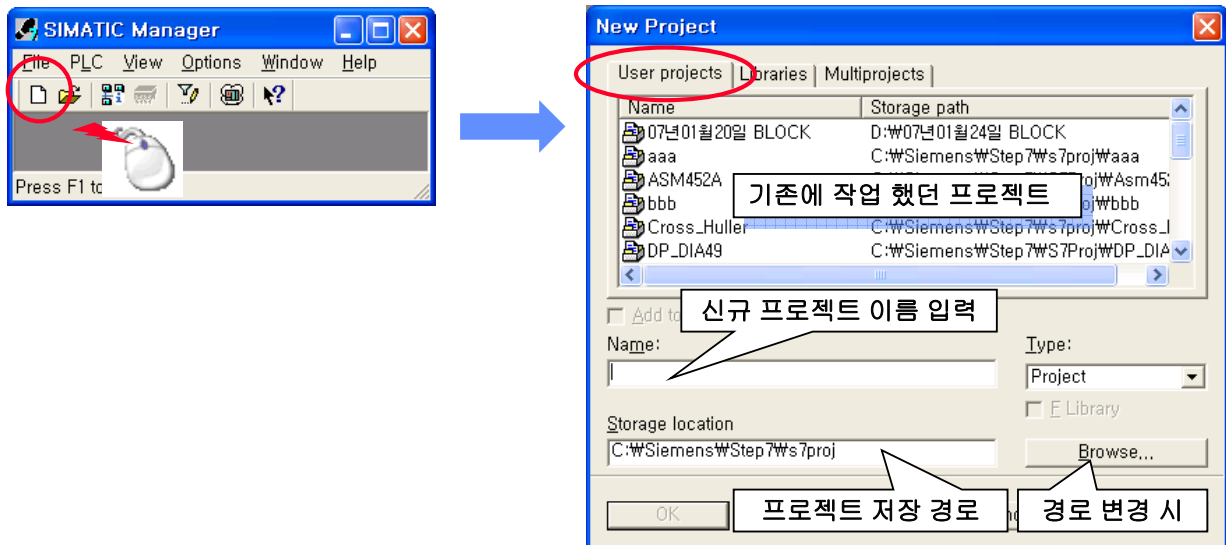 SIMATIC Manager
File PLC View Options Window Help
Press F1 to
New Project
User projects Libraries Multiprojects
Name Storage path
07년01월20일 BLOCK D:₩07년01월24일 BLOCK
aaa C:₩Siemens₩Step7₩s7proj₩aaa
ASM452A
기존에 작업 했던 프로젝트
bbb
Cross_Huller C:₩Siemens₩Step7₩s7proj₩Cross_
DP_DIA49 C:₩Siemens₩Step7₩S7Proj₩DP_DIA
Add to
신규 프로젝트 이름 입력
Name: Type:
Project
F Library
Storage location
C:₩Siemens₩Step7₩s7proj Browse...
OK
프로젝트 저장 경로
경로 변경 시